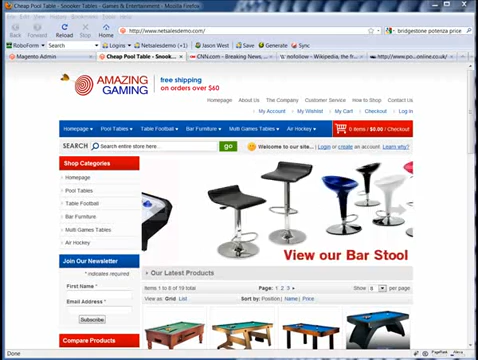 Cheap Pool Table - Snooker Tables - Games & Entertainment - Mozilla Firefox
File Edit View History Bookmarks Tools Help
Back Forward Reload Stop Home
http://www.netsalesdemo.com/
bridgestone potenza price
RoboForm Search Logins Netsalesdemo Jason West Save Generate Sync
Magento Admin
Cheap Pool Table - Snook...
CNN.com - Breaking News, ...
nofollow - Wikipedia, the fr...
AMAZING
GAMING
free shipping
on orders over $60
Homepage About Us The Company Customer Service How to Shop Contact Us
My Account My Wishlist My Cart Checkout Log In
Homepage Pool Tables Table Football Bar Furniture Multi Games Tables Air Hockey
0 items / $0.00 / Checkout
SEARCH Search entire store here...
go
Welcome to our site... Login or create an account. Learn why?
Shop Categories
Homepage
Pool Tables
Table Football
Bar Furniture
Multi Games Tables
Air Hockey
View our Bar Stool
Join Our Newsletter
* indicates required
First Name *
Email Address *
Subscribe
Compare Products
Our Latest Products
Items 1 to 8 of 19 total
Page: 1 2 3
Show 8 per page
View as: Grid List
Sort by: Position | Name | Price
PageRank Alexa